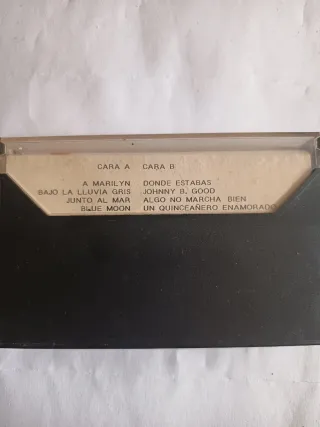 CARA A CARA B
A MARILYN DONDE ESTABAS
BAJO LA LLUVIA GRIS JOHNNY B. GOOD
JUNTO AL MAR ALGO NO MARCHA BIEN
BLUE MOON UN QUINCEAÑERO ENAMORADO